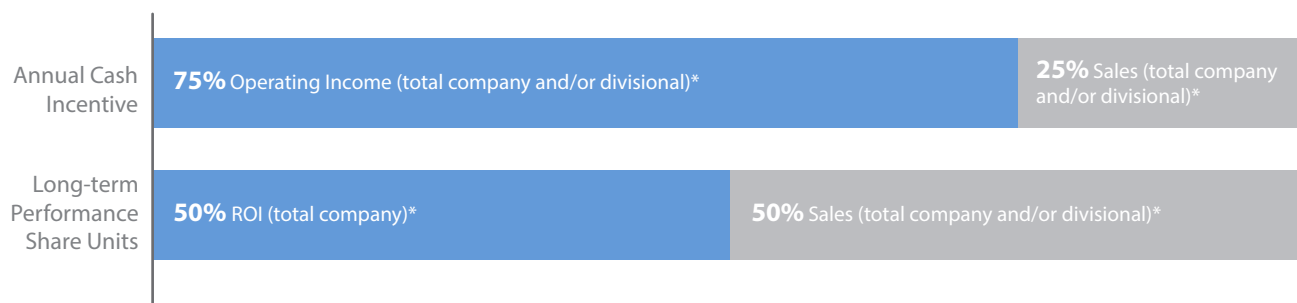 Annual Cash
Incentive
75% Operating Income (total company and/or divisional)*
25% Sales (total company
and/or divisional)*
Long-term
Performance
Share Units
50% ROI (total company)*
50% Sales (total company and/or divisional)*